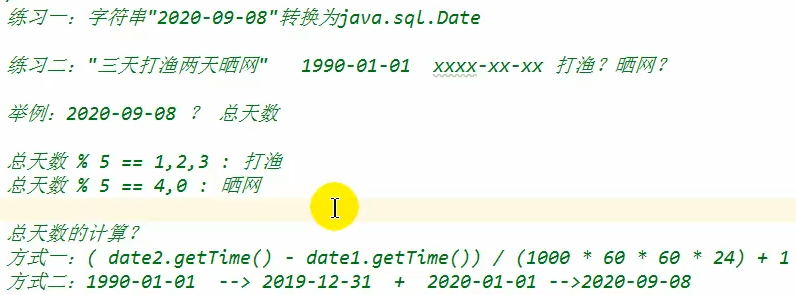 练习一：字符串"2020-09-08"转换为java.sql.Date
练习二："三天打渔两天晒网"   1990-01-01  xxxx-xx-xx 打渔？晒网？
举例：2020-09-08 ？ 总天数
总天数 % 5 == 1,2,3 : 打渔
总天数 % 5 == 4,0 : 晒网
总天数的计算？
方式一：( date2.getTime() - date1.getTime()) / (1000 * 60 * 60 * 24) + 1
方式二：1990-01-01  --> 2019-12-31  +  2020-01-01 -->2020-09-08